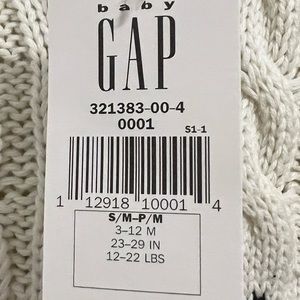 baby
GAP
321383-00-4
0001
S1-1
1 12918 10001 4
S/M–P/M
3–12 M
23–29 IN
12–22 LBS